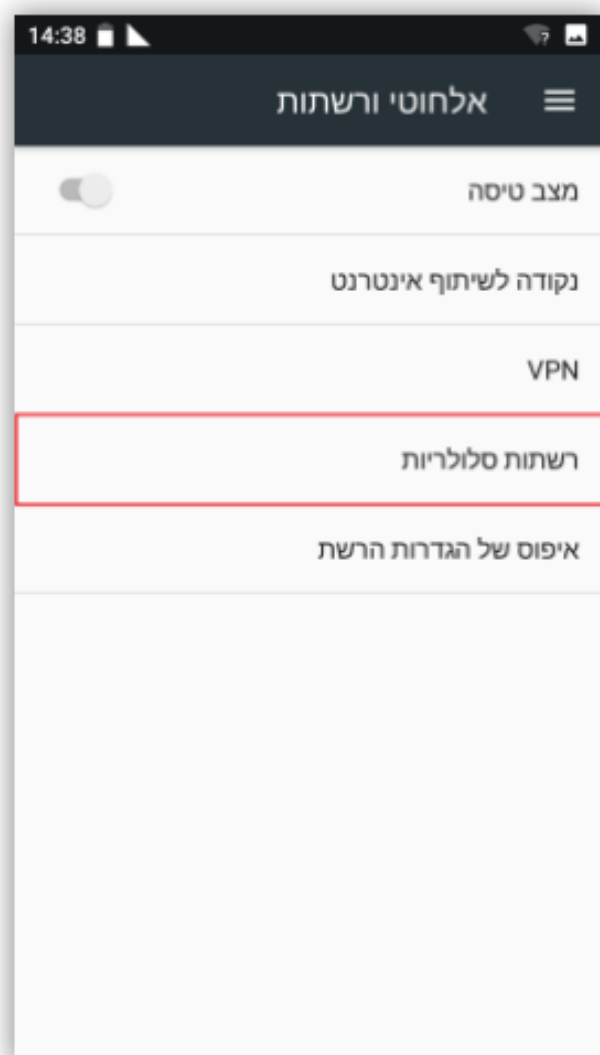 14:38
אלחוטי ורשתות
מצב טיסה
נקודה לשיתוף אינטרנט
VPN
רשתות סלולריות
איפוס של הגדרות הרשת